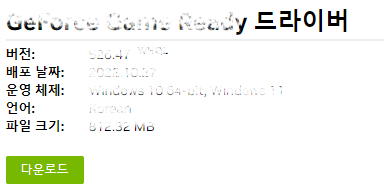 GeForce Game Ready 드라이버
버전: 526.47 WHQL
배포 날짜: 2022.10.27
운영 체제: Windows 10 64-bit, Windows 11
언어: Korean
파일 크기: 812.32 MB
다운로드